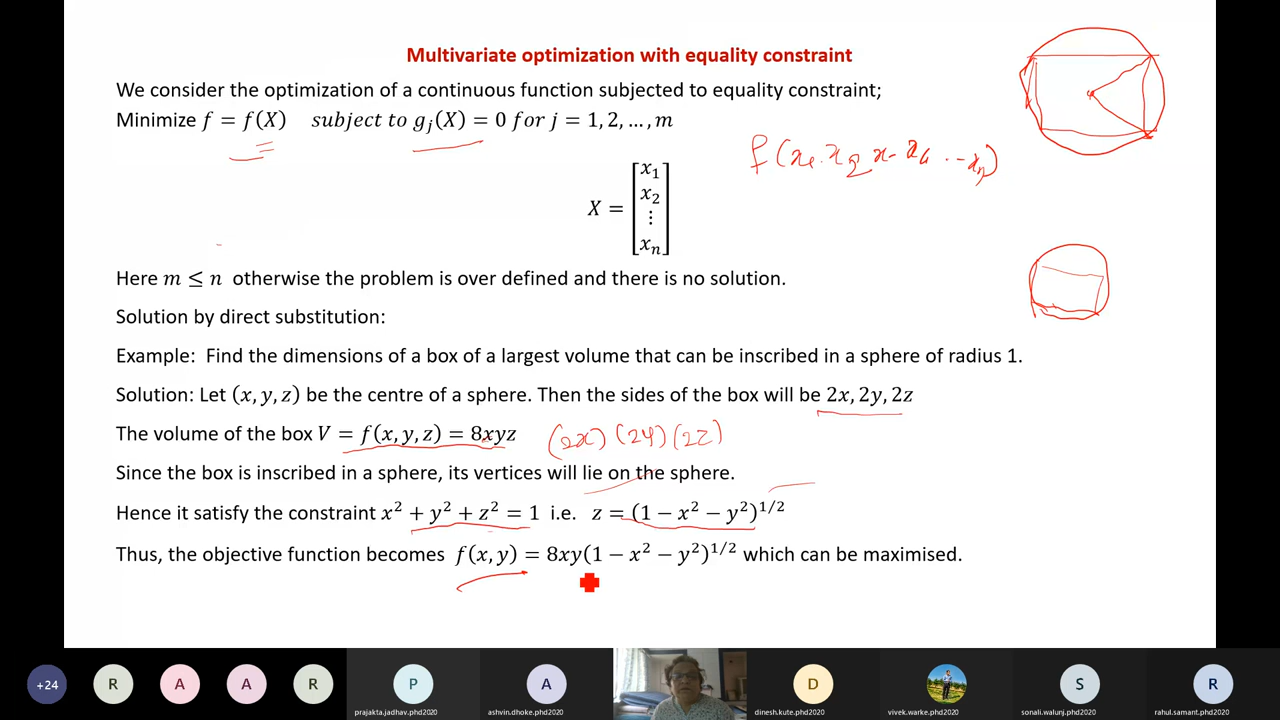 Multivariate optimization with equality constraint
We consider the optimization of a continuous function subjected to equality constraint;
Minimize f = f(X) subject to gⱼ(X) = 0 for j = 1, 2, …, m
f(x₁, x₂ x- x₄ ..-xₙ)
X = [x₁ x₂ ⋮ xₙ]
Here m ≤ n otherwise the problem is over defined and there is no solution.
Solution by direct substitution:
Example: Find the dimensions of a box of a largest volume that can be inscribed in a sphere of radius 1.
Solution: Let (x, y, z) be the centre of a sphere. Then the sides of the box will be 2x, 2y, 2z
The volume of the box V = f(x, y, z) = 8xyz (2x) (2y) (2z)
Since the box is inscribed in a sphere, its vertices will lie on the sphere.
Hence it satisfy the constraint x² + y² + z² = 1 i.e. z = (1 − x² − y²)^1/2
Thus, the objective function becomes f(x, y) = 8xy(1 − x² − y²)^1/2 which can be maximised.
+24 R A A R P A D S R
prajakta.jadhav.phd2020 ashvin.dhoke.phd2020 dinesh.kute.phd2020 vivek.warke.phd2020 sonali.walunj.phd2020 rahul.samant.phd2020